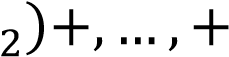 ₂)+, … , +